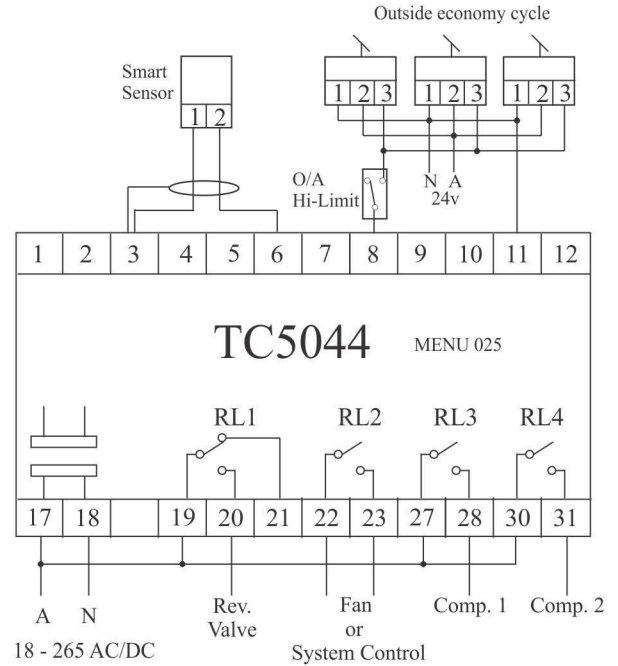 Outside economy cycle
Smart
Sensor
1 2
1 2 3
1 2 3
1 2 3
O/A
Hi-Limit
N A
24v
1 2 3 4 5 6 7 8 9 10 11 12
TC5044
MENU 025
RL1 RL2 RL3 RL4
17 18 19 20 21 22 23 27 28 30 31
A N
18 - 265 AC/DC
Rev.
Valve
Fan
or
System Control
Comp. 1
Comp. 2